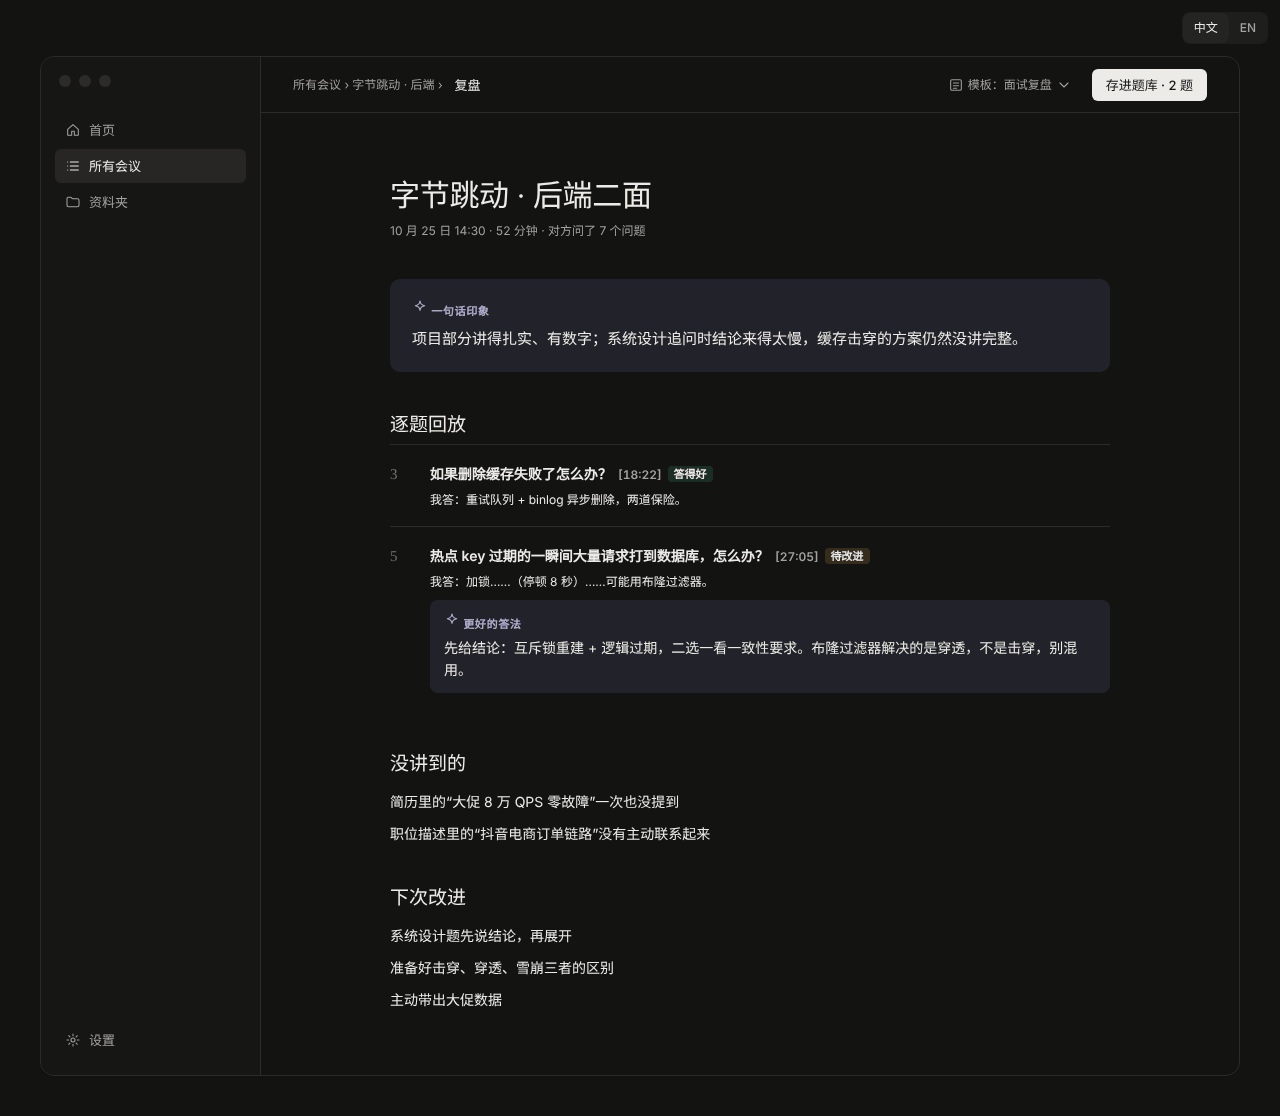 中文 EN
首页
所有会议
资料夹
设置
所有会议 › 字节跳动 · 后端 › 复盘
模板：面试复盘
存进题库 · 2 题
字节跳动 · 后端二面
10 月 25 日 14:30 · 52 分钟 · 对方问了 7 个问题
一句话印象
项目部分讲得扎实、有数字；系统设计追问时结论来得太慢，缓存击穿的方案仍然没讲完整。
逐题回放
3 如果删除缓存失败了怎么办？ [18:22] 答得好
我答：重试队列 + binlog 异步删除，两道保险。
5 热点 key 过期的一瞬间大量请求打到数据库，怎么办？ [27:05] 待改进
我答：加锁……（停顿 8 秒）……可能用布隆过滤器。
更好的答法
先给结论：互斥锁重建 + 逻辑过期，二选一看一致性要求。布隆过滤器解决的是穿透，不是击穿，别混
用。
没讲到的
简历里的“大促 8 万 QPS 零故障”一次也没提到
职位描述里的“抖音电商订单链路”没有主动联系起来
下次改进
系统设计题先说结论，再展开
准备好击穿、穿透、雪崩三者的区别
主动带出大促数据